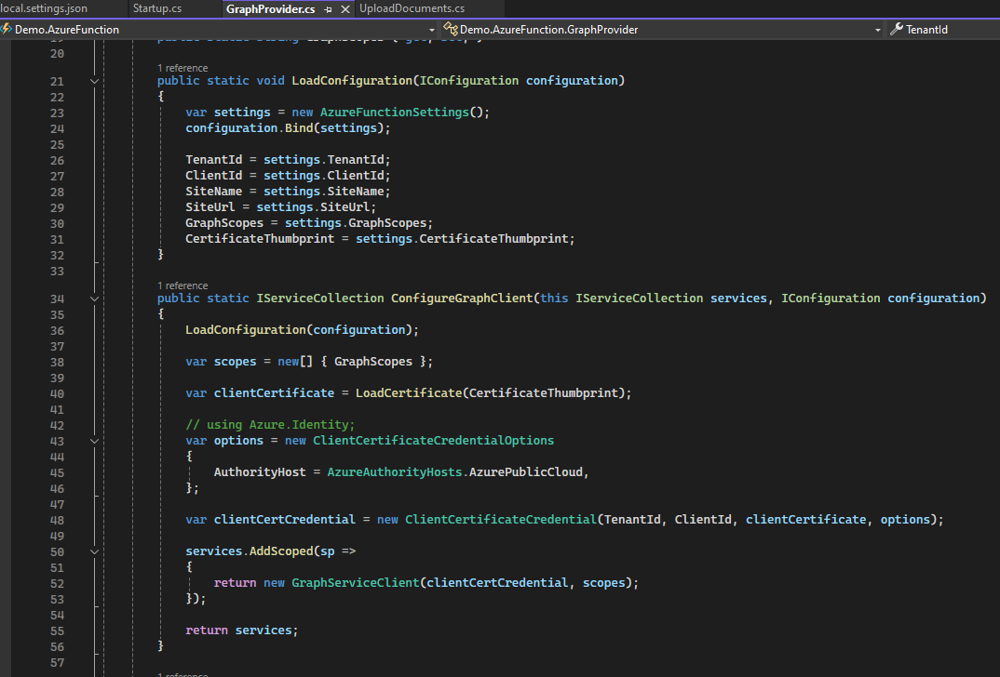 local.settings.json Startup.cs GraphProvider.cs UploadDocuments.cs
Demo.AzureFunction Demo.AzureFunction.GraphProvider TenantId
20
1 reference
21 public static void LoadConfiguration(IConfiguration configuration)
22 {
23 var settings = new AzureFunctionSettings();
24 configuration.Bind(settings);
25
26 TenantId = settings.TenantId;
27 ClientId = settings.ClientId;
28 SiteName = settings.SiteName;
29 SiteUrl = settings.SiteUrl;
30 GraphScopes = settings.GraphScopes;
31 CertificateThumbprint = settings.CertificateThumbprint;
32 }
33
1 reference
34 public static IServiceCollection ConfigureGraphClient(this IServiceCollection services, IConfiguration configuration)
35 {
36 LoadConfiguration(configuration);
37
38 var scopes = new[] { GraphScopes };
39
40 var clientCertificate = LoadCertificate(CertificateThumbprint);
41
42 // using Azure.Identity;
43 var options = new ClientCertificateCredentialOptions
44 {
45 AuthorityHost = AzureAuthorityHosts.AzurePublicCloud,
46 };
47
48 var clientCertCredential = new ClientCertificateCredential(TenantId, ClientId, clientCertificate, options);
49
50 services.AddScoped(sp =>
51 {
52 return new GraphServiceClient(clientCertCredential, scopes);
53 });
54
55 return services;
56 }
57
1 reference